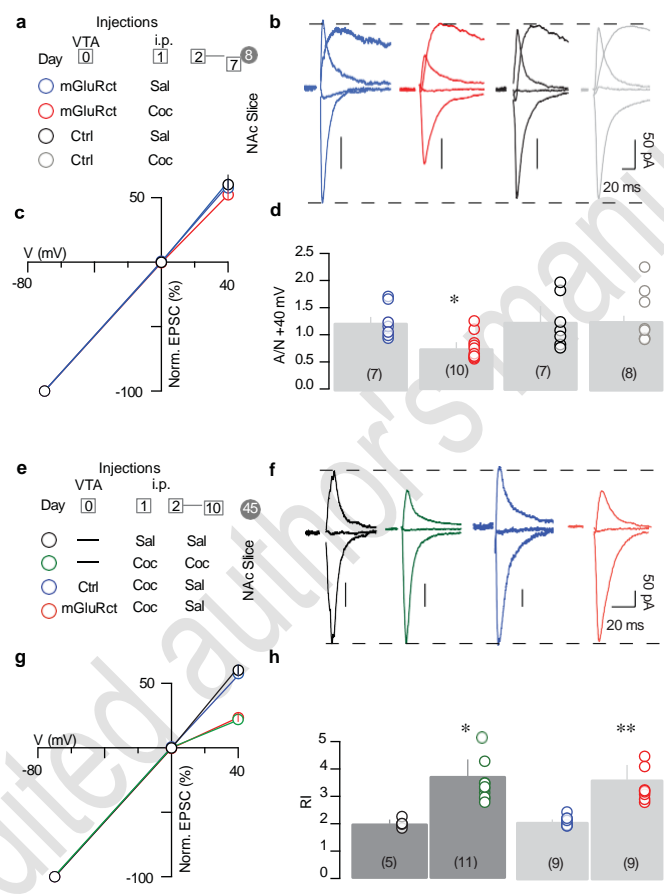 a
Injections
VTA i.p.
Day 0 1 2 7 8
mGluRct Sal
mGluRct Coc
Ctrl Sal
Ctrl Coc
NAc Slice
b
50 pA
20 ms
c
50
V (mV)
-80 40
Norm. EPSC (%)
-100
d
2.5
2.0
1.5
1.0
0.5
0.0
A/N +40 mV
*
(7) (10) (7) (8)
e
Injections
VTA i.p.
Day 0 1 2 10 45
— Sal Sal
— Coc Coc
Ctrl Coc Sal
mGluRct Coc Sal
NAc Slice
f
50 pA
20 ms
g
50
V (mV)
-80 40
Norm. EPSC (%)
-100
h
5
4
3
2
1
0
RI
* **
(5) (11) (9) (9)
edited author's manu